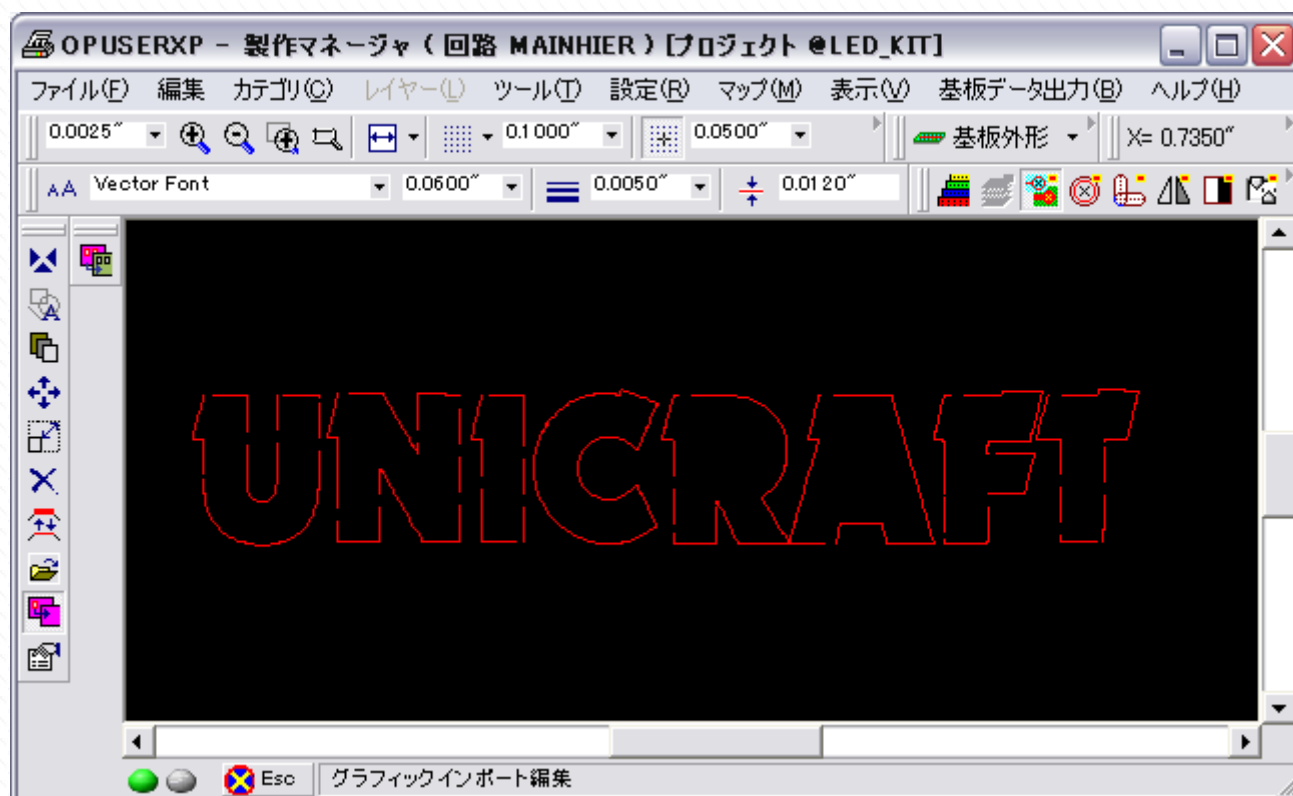 OPUSERXP - 製作マネージャ ( 回路 MAINHIER ) [プロジェクト @LED_KIT]
ファイル(F) 編集 カテゴリ(C) レイヤー(L) ツール(T) 設定(R) マップ(M) 表示(V) 基板データ出力(B) ヘルプ(H)
0.0025" 0.1000" 0.0500" 基板外形 X= 0.7350"
AA Vector Font 0.0600" 0.0050" 0.0120"
UNICRAFT
Esc グラフィックインポート編集